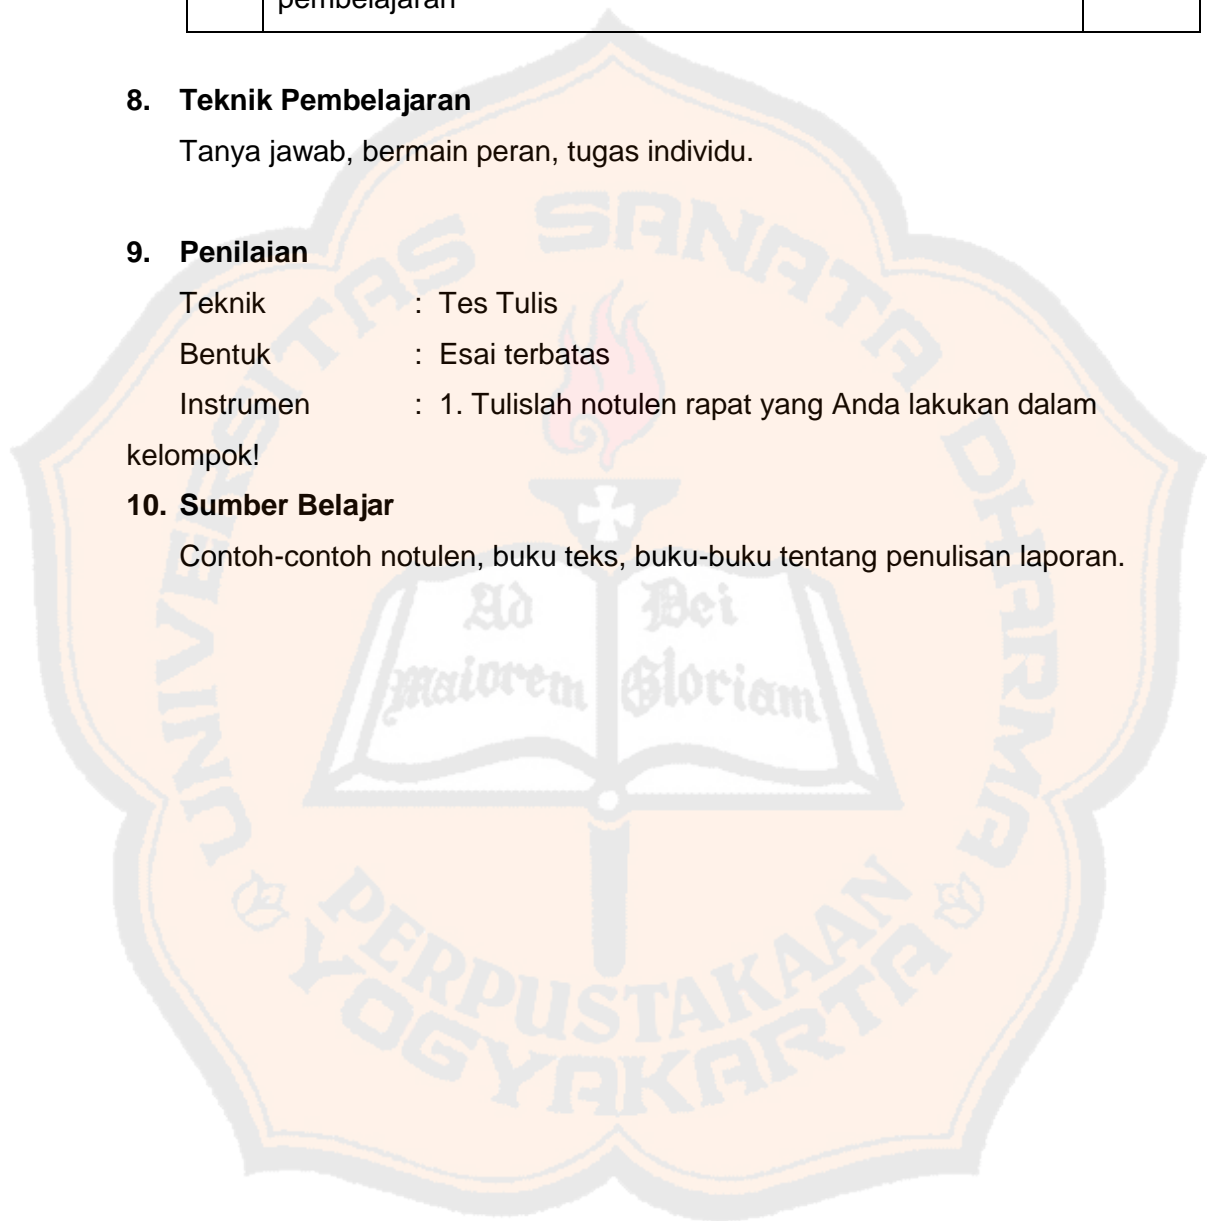 pembelajaran
8. Teknik Pembelajaran
Tanya jawab, bermain peran, tugas individu.
9. Penilaian
Teknik : Tes Tulis
Bentuk : Esai terbatas
Instrumen : 1. Tulislah notulen rapat yang Anda lakukan dalam
kelompok!
10. Sumber Belajar
Contoh-contoh notulen, buku teks, buku-buku tentang penulisan laporan.
UNIVERSITAS SANATA DHARMA
Ad Dei
Maiorem Gloriam
PERPUSTAKAAN
YOGYAKARTA